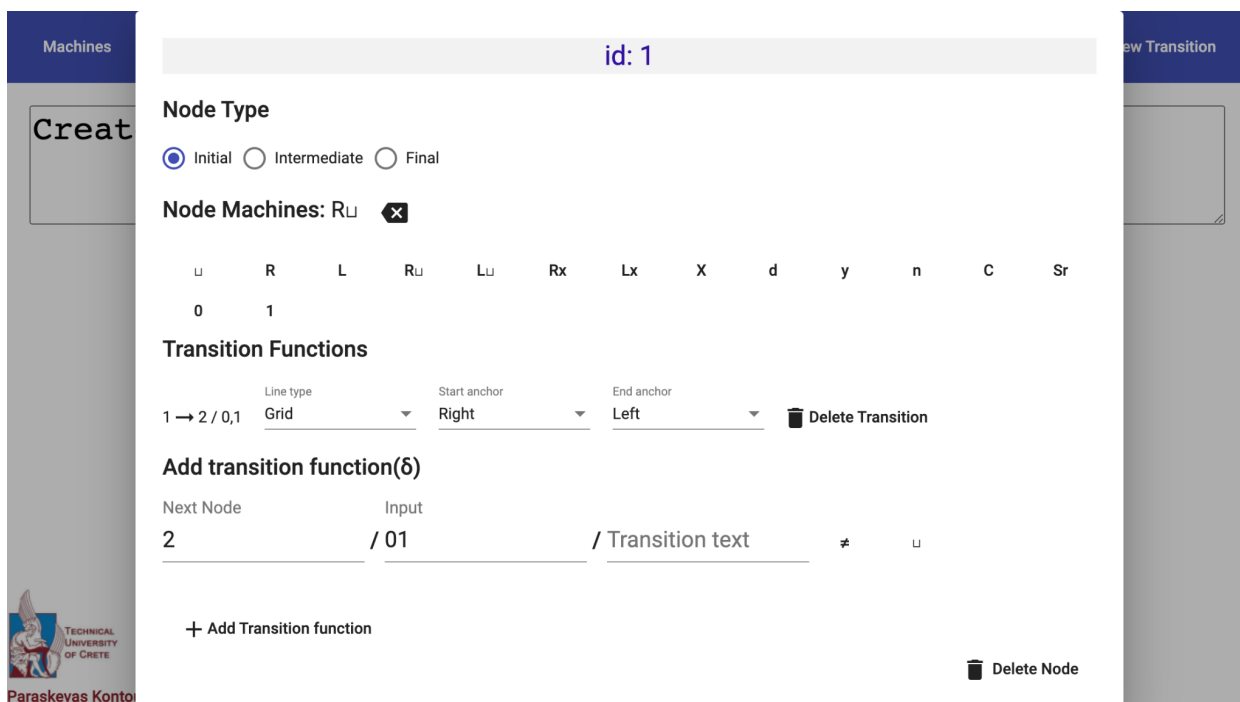 Machines
id: 1
ew Transition
Creat
Node Type
Initial Intermediate Final
Node Machines: R⊔
⊔ R L R⊔ L⊔ Rx Lx X d y n C Sr
0 1
Transition Functions
Line type Start anchor End anchor
1 → 2 / 0,1 Grid Right Left Delete Transition
Add transition function(δ)
Next Node Input
2 / 01 / Transition text ≠ ⊔
+ Add Transition function
TECHNICAL
UNIVERSITY
OF CRETE
Delete Node
Paraskevas Konto